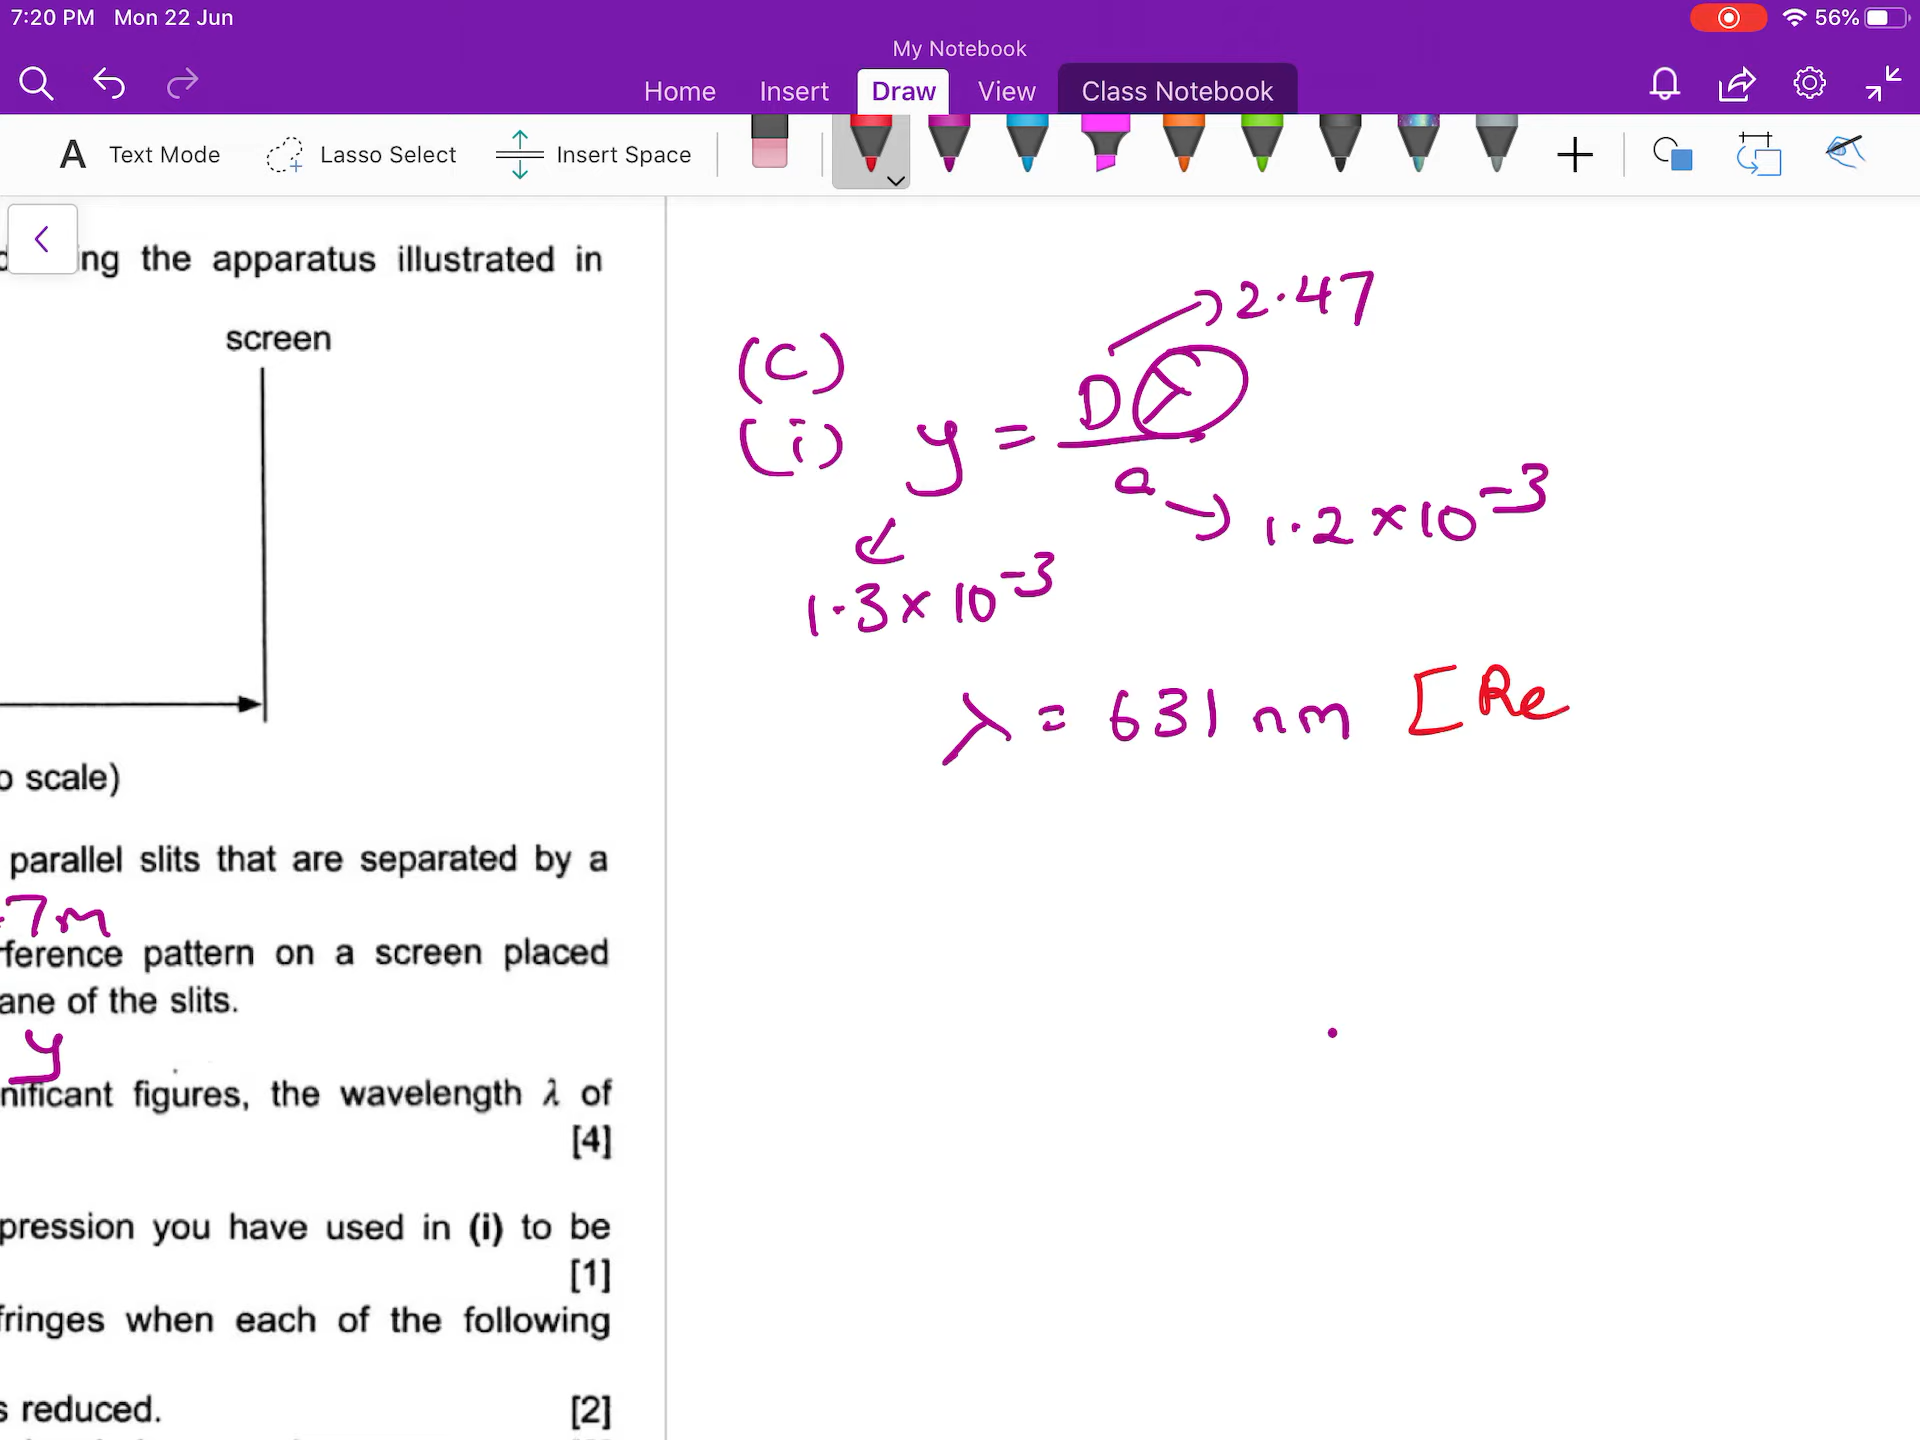 7:20 PM Mon 22 Jun
56%
My Notebook
Home Insert Draw View Class Notebook
A Text Mode Lasso Select Insert Space
ing the apparatus illustrated in
screen
o scale)
parallel slits that are separated by a
.7m
ference pattern on a screen placed
ane of the slits.
y
nificant figures, the wavelength λ of
[4]
pression you have used in (i) to be
[1]
fringes when each of the following
s reduced. [2]
(C)
(i) y = Dλ / a
2.47
1.2 × 10⁻³
1.3 × 10⁻³
λ = 631 nm [Re